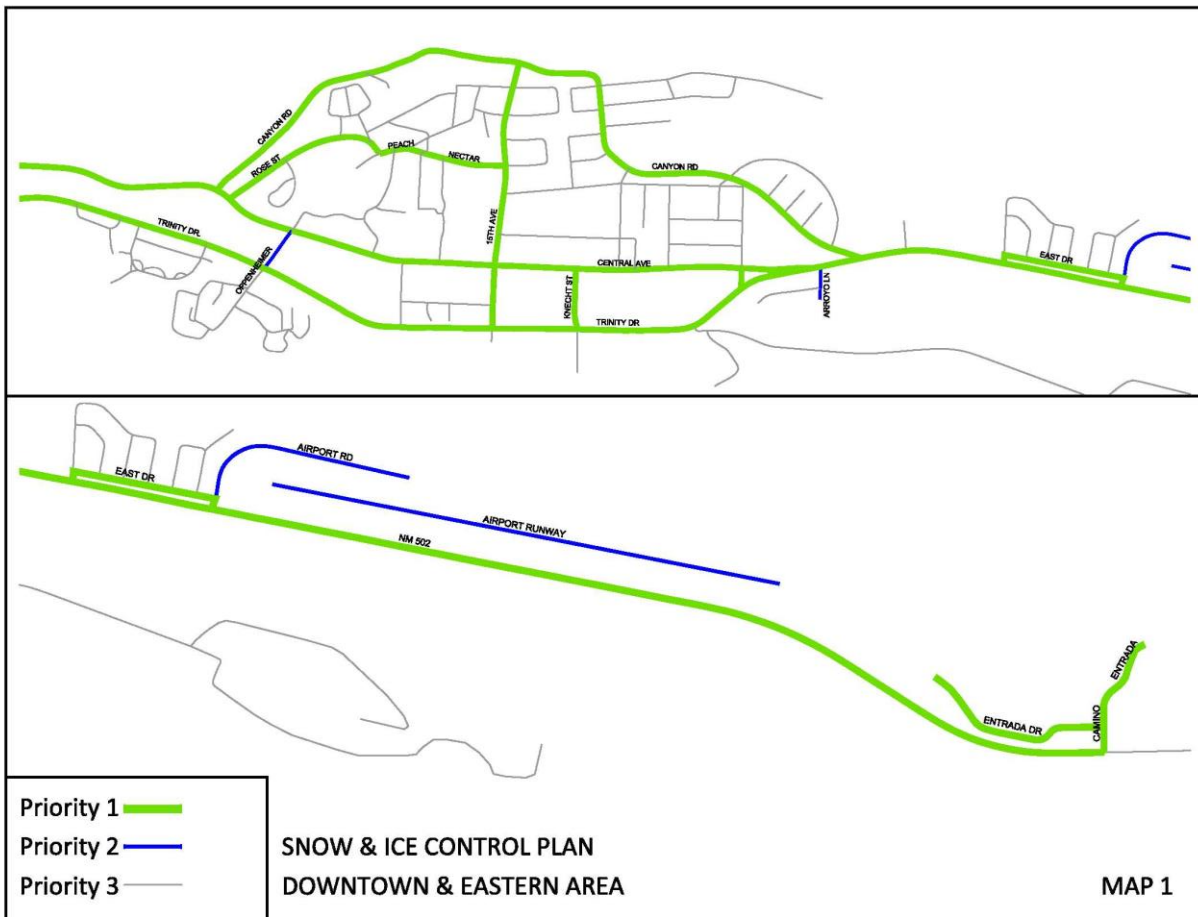 CANYON RD
ROSE ST
PEACH
NECTAR
CANYON RD
TRINITY DR.
OPPENHEIMER
15TH AVE
CENTRAL AVE
KNECHT ST
TRINITY DR
ARROYO LN
EAST DR
EAST DR
AIRPORT RD
AIRPORT RUNWAY
NM 502
ENTRADA
ENTRADA DR
CAMINO
Priority 1
Priority 2
Priority 3
SNOW & ICE CONTROL PLAN
DOWNTOWN & EASTERN AREA
MAP 1